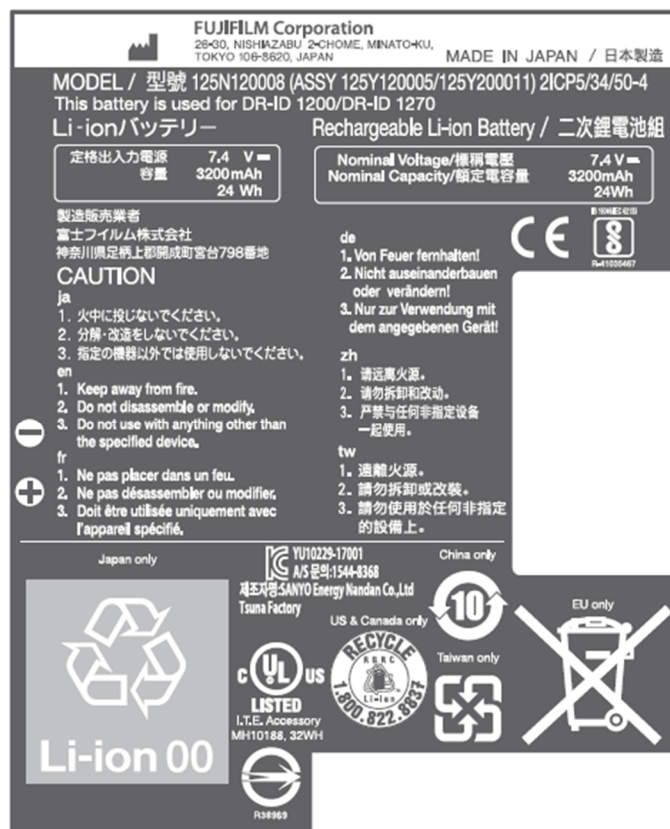 FUJIFILM Corporation
26-30, NISHIAZABU 2-CHOME, MINATO-KU,
TOKYO 106-8620, JAPAN
MADE IN JAPAN / 日本製造
MODEL / 型號 125N120008 (ASSY 125Y120005/125Y200011) 2ICP5/34/50-4
This battery is used for DR-ID 1200/DR-ID 1270
Li-ionバッテリー
定格出入力電源 7.4 V
容量 3200mAh
24 Wh
Rechargeable Li-ion Battery / 二次鋰電池組
Nominal Voltage/標稱電壓 7.4 V
Nominal Capacity/額定電容量 3200mAh
24Wh
製造販売業者
富士フイルム株式会社
神奈川県足柄上郡開成町宮台798番地
CAUTION
ja
1. 火中に投じないでください。
2. 分解・改造をしないでください。
3. 指定の機器以外では使用しないでください。
en
1. Keep away from fire.
2. Do not disassemble or modify.
3. Do not use with anything other than
the specified device.
fr
1. Ne pas placer dans un feu.
2. Ne pas désassembler ou modifier.
3. Doit être utilisée uniquement avec
l'appareil spécifié.
de
1. Von Feuer fernhalten!
2. Nicht auseinanderbauen
oder verändern!
3. Nur zur Verwendung mit
dem angegebenen Gerät!
zh
1. 请远离火源。
2. 请勿拆卸和改动。
3. 严禁与任何非指定设备
一起使用。
tw
1. 遠離火源。
2. 請勿拆卸或改裝。
3. 請勿使用於任何非指定
的設備上。
CE
R-41005467
Japan only
Li-ion 00
YU10229-17001
A/S 문의:1544-8368
제조자명:SANYO Energy Nandan Co.,Ltd
Tsuna Factory
C UL US
LISTED
I.T.E. Accessory
MH10188, 32WH
R38969
US & Canada only
RECYCLE
RBRC
Li-ion
1.800.822.8837
China only
10
Taiwan only
EU only